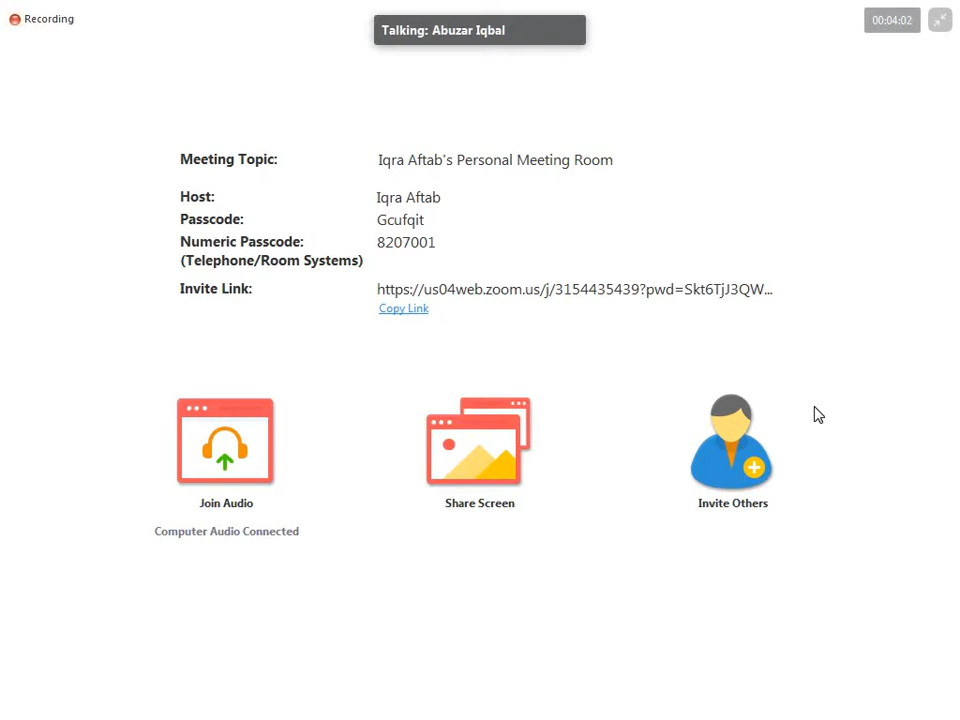 Recording
Talking: Abuzar Iqbal
00:04:02
Meeting Topic: Iqra Aftab's Personal Meeting Room
Host: Iqra Aftab
Passcode: Gcufqit
Numeric Passcode: 8207001
(Telephone/Room Systems)
Invite Link: https://us04web.zoom.us/j/3154435439?pwd=Skt6TjJ3QW...
Copy Link
Join Audio
Share Screen
Invite Others
Computer Audio Connected